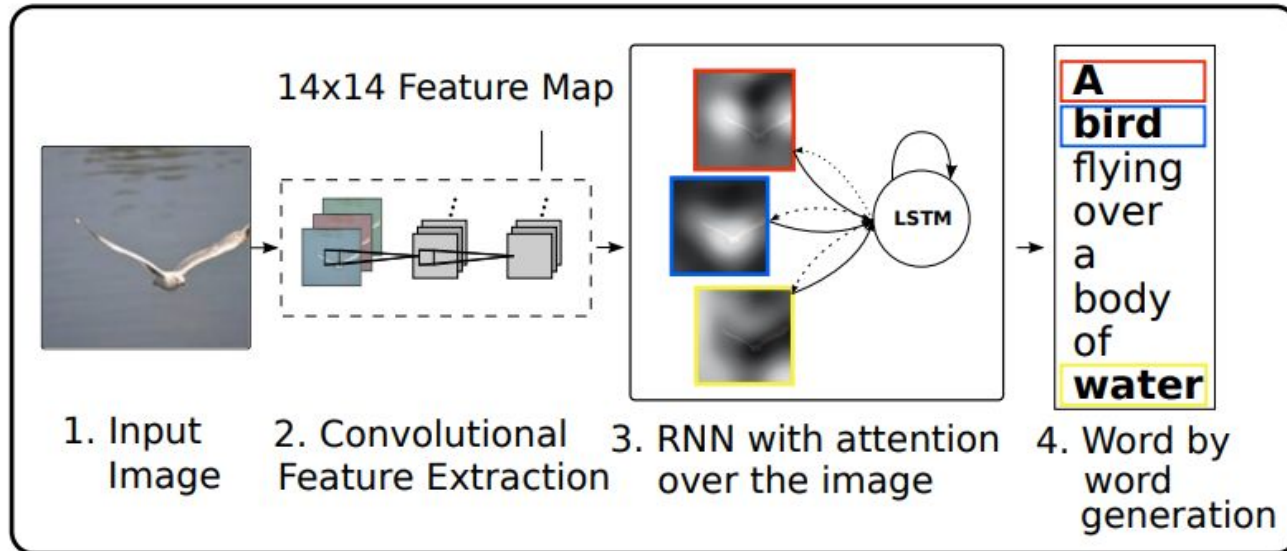 14x14 Feature Map
LSTM
A
bird
flying
over
a
body
of
water
1. Input
Image
2. Convolutional
Feature Extraction
3. RNN with attention
over the image
4. Word by
word
generation